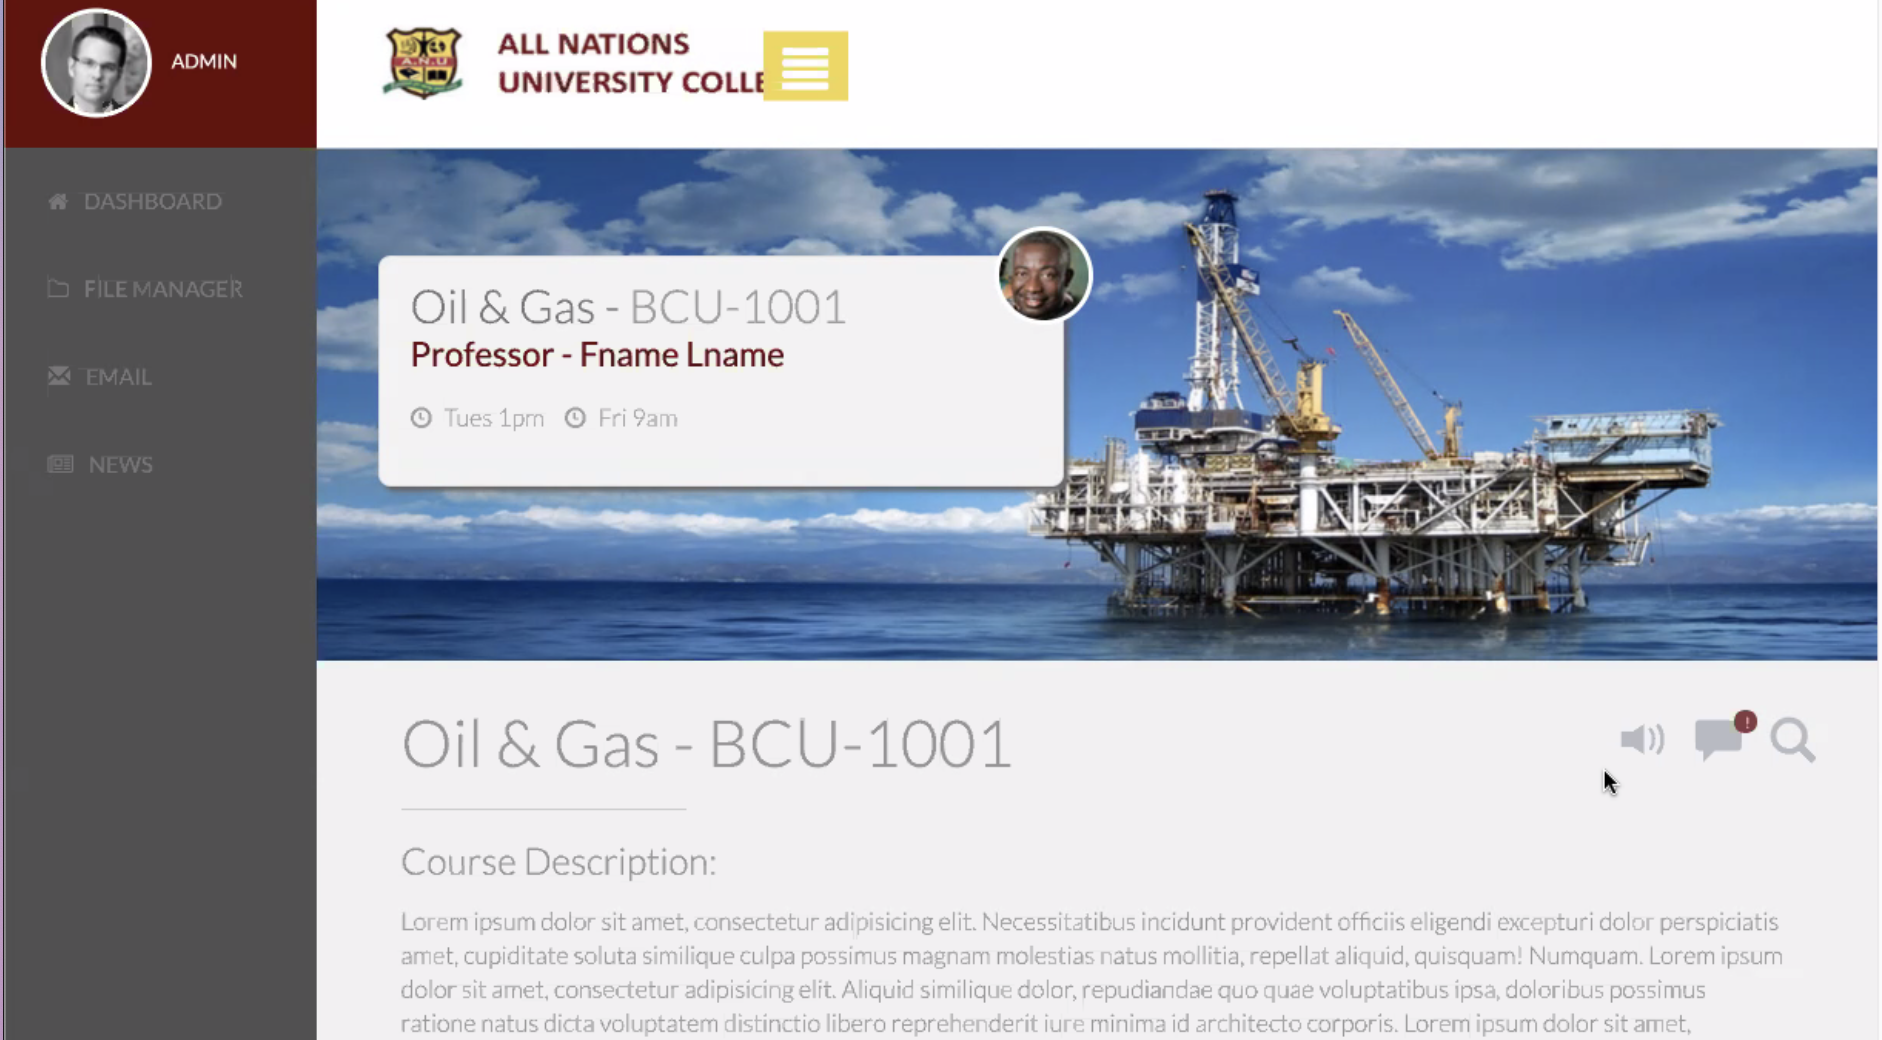 ADMIN
ALL NATIONS
UNIVERSITY COLLE
A.N.U
DASHBOARD
FILE MANAGER
EMAIL
NEWS
Oil & Gas - BCU-1001
Professor - Fname Lname
Tues 1pm Fri 9am
Oil & Gas - BCU-1001
!
Course Description:
Lorem ipsum dolor sit amet, consectetur adipisicing elit. Necessitatibus incidunt provident officiis eligendi excepturi dolor perspiciatis
amet, cupiditate soluta similique culpa possimus magnam molestias natus mollitia, repellat aliquid, quisquam! Numquam. Lorem ipsum
dolor sit amet, consectetur adipisicing elit. Aliquid similique dolor, repudiandae quo quae voluptatibus ipsa, doloribus possimus
ratione natus dicta voluptatem distinctio libero reprehenderit iure minima id architecto corporis. Lorem ipsum dolor sit amet,